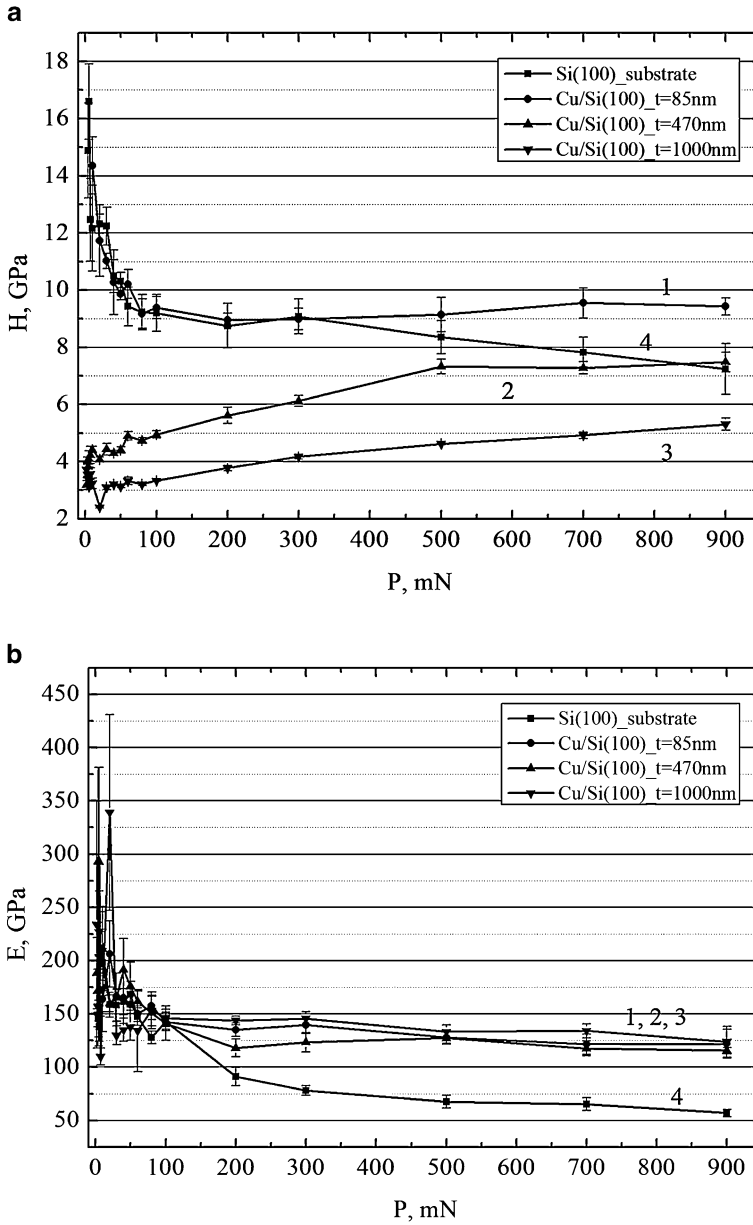 a
18
16
14
12
10
8
6
4
2
H, GPa
Si(100)_substrate
Cu/Si(100)_t=85nm
Cu/Si(100)_t=470nm
Cu/Si(100)_t=1000nm
1
4
2
3
0 100 200 300 400 500 600 700 800 900
P, mN
b
450
400
350
300
250
200
150
100
50
E, GPa
Si(100)_substrate
Cu/Si(100)_t=85nm
Cu/Si(100)_t=470nm
Cu/Si(100)_t=1000nm
1, 2, 3
4
0 100 200 300 400 500 600 700 800 900
P, mN